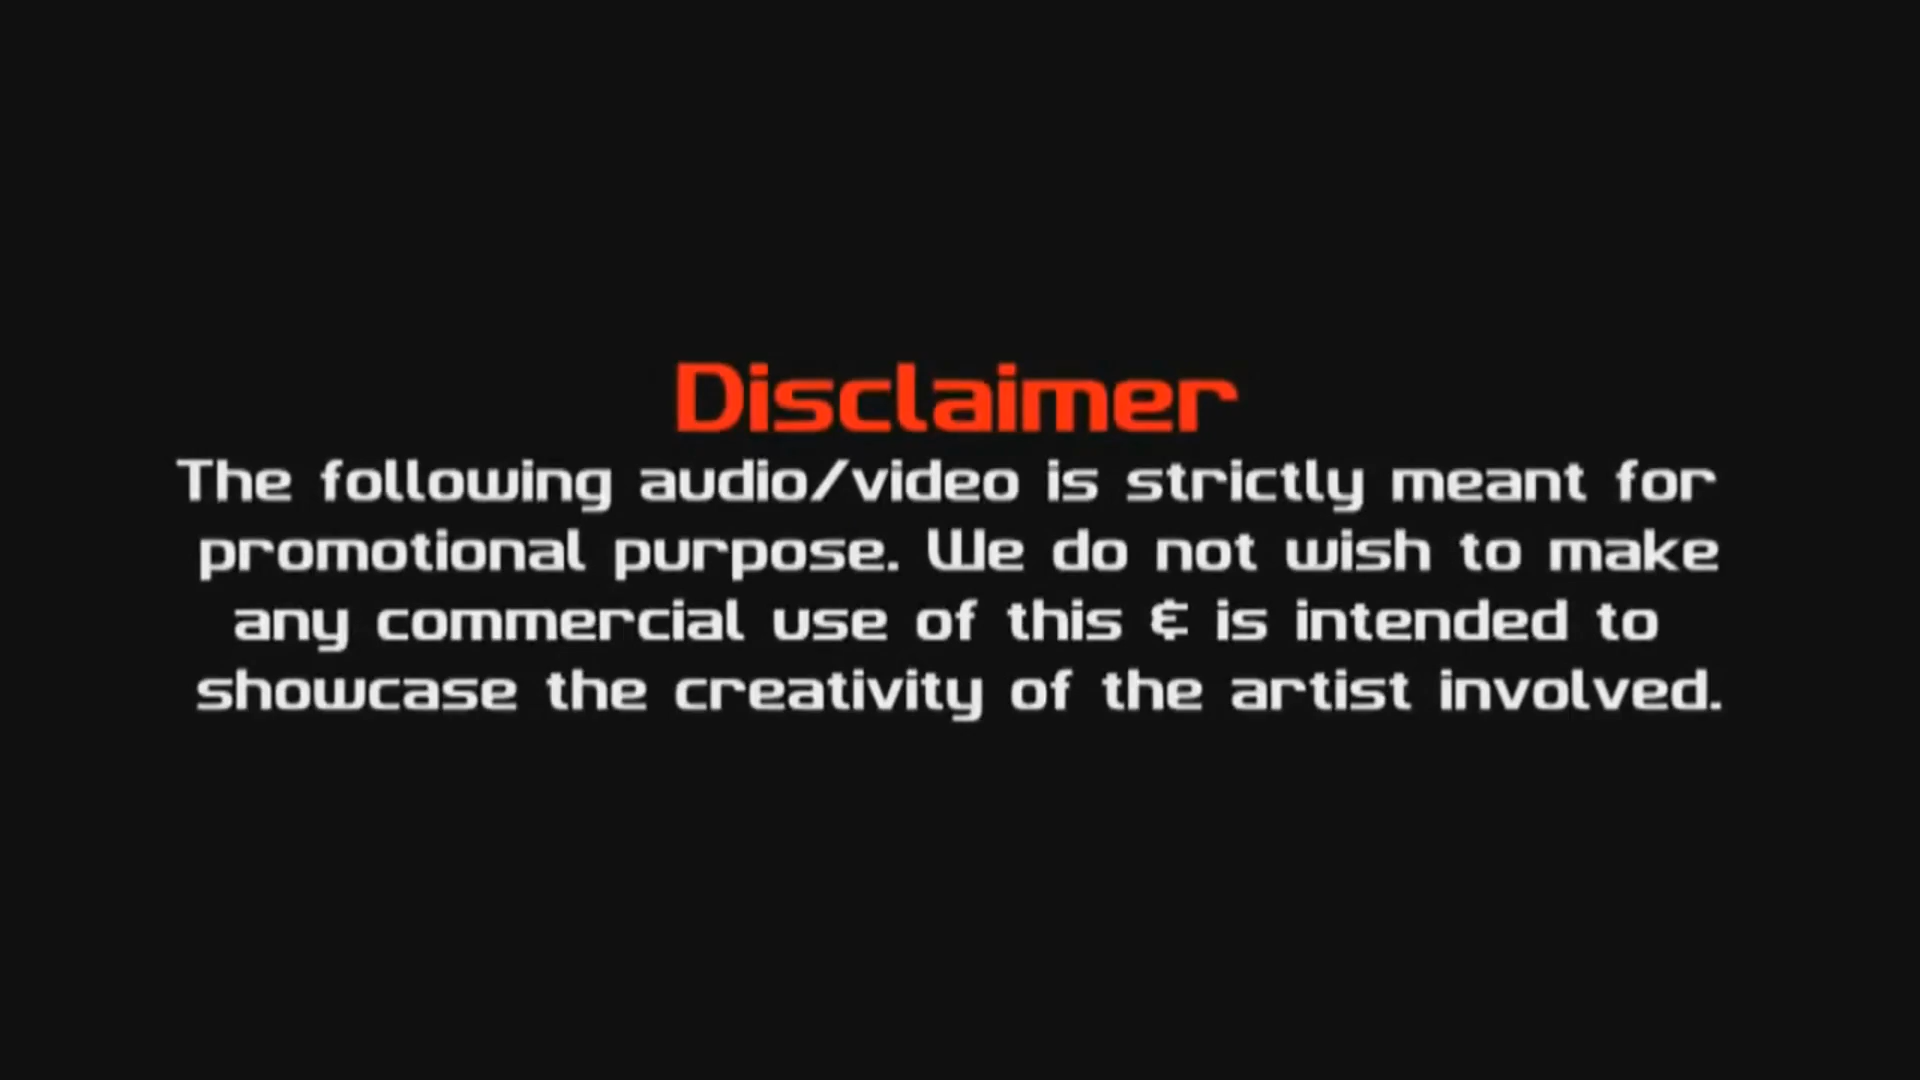 Disclaimer
The following audio/video is strictly meant for
promotional purpose. We do not wish to make
any commercial use of this & is intended to
showcase the creativity of the artist involved.